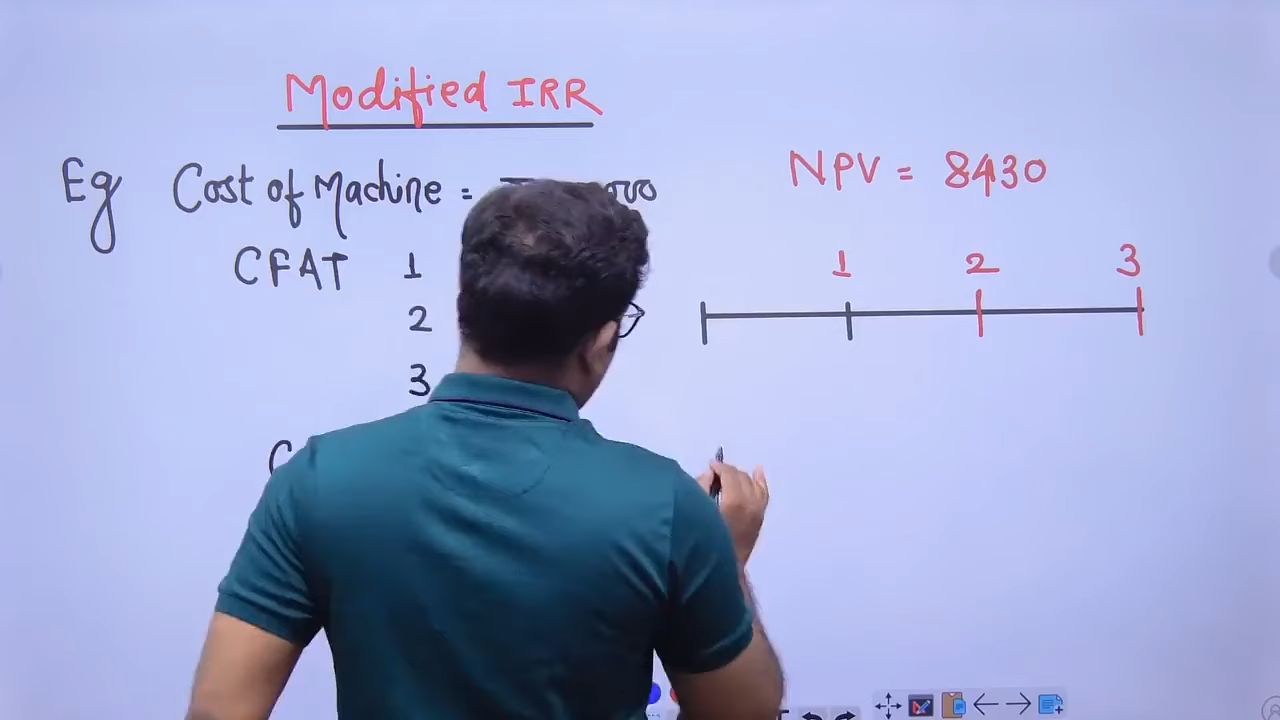 Modified IRR
Eg Cost of Machine =
NPV = 8430
CFAT 1
2
3
1 2 3